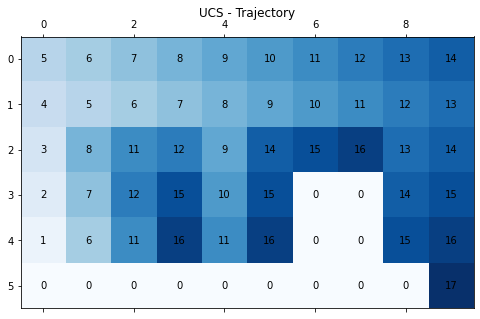 UCS - Trajectory
0 2 4 6 8
0 5 6 7 8 9 10 11 12 13 14
1 4 5 6 7 8 9 10 11 12 13
2 3 8 11 12 9 14 15 16 13 14
3 2 7 12 15 10 15 0 0 14 15
4 1 6 11 16 11 16 0 0 15 16
5 0 0 0 0 0 0 0 0 0 17